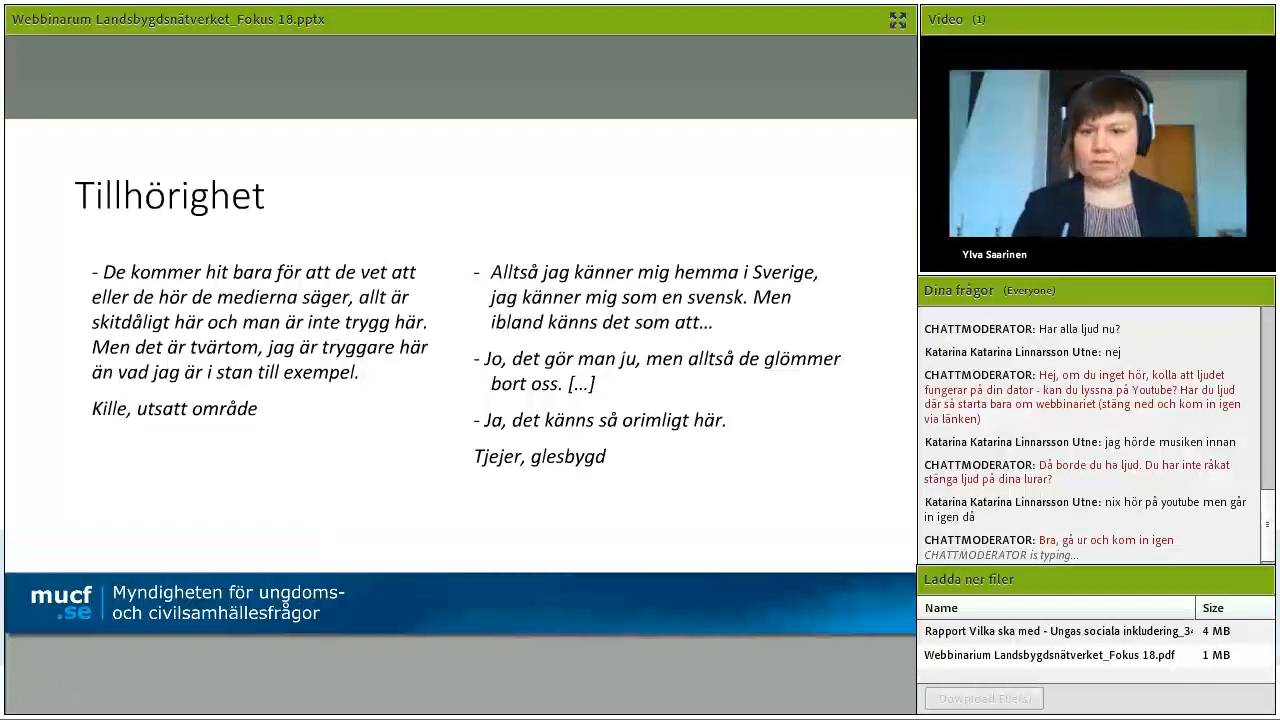 Webbinarum Landsbygdsnätverket_Fokus 18.pptx
Tillhörighet
- De kommer hit bara för att de vet att
eller de hör de medierna säger, allt är
skitdåligt här och man är inte trygg här.
Men det är tvärtom, jag är tryggare här
än vad jag är i stan till exempel.
Kille, utsatt område
- Alltså jag känner mig hemma i Sverige,
jag känner mig som en svensk. Men
ibland känns det som att...
- Jo, det gör man ju, men alltså de glömmer
bort oss. [...]
- Ja, det känns så orimligt här.
Tjejer, glesbygd
mucf
.se
Myndigheten för ungdoms-
och civilsamhällesfrågor
Video (1)
Ylva Saarinen
Dina frågor (Everyone)
CHATTMODERATOR: Har alla ljud nu?
Katarina Katarina Linnarsson Utne: nej
CHATTMODERATOR: Hej, om du inget hör, kolla att ljudet
fungerar på din dator - kan du lyssna på Youtube? Har du ljud
där så starta bara om webbinariet (stäng ned och kom in igen
via länken)
Katarina Katarina Linnarsson Utne: jag hörde musiken innan
CHATTMODERATOR: Då borde du ha ljud. Du har inte råkat
stänga ljud på dina lurar?
Katarina Katarina Linnarsson Utne: nix hör på youtube men går
in igen då
CHATTMODERATOR: Bra, gå ur och kom in igen
CHATTMODERATOR is typing...
Ladda ner filer
Name Size
Rapport Vilka ska med - Ungas sociala inkludering_34 4 MB
Webbinarium Landsbygdsnätverket_Fokus 18.pdf 1 MB
Download File(s)